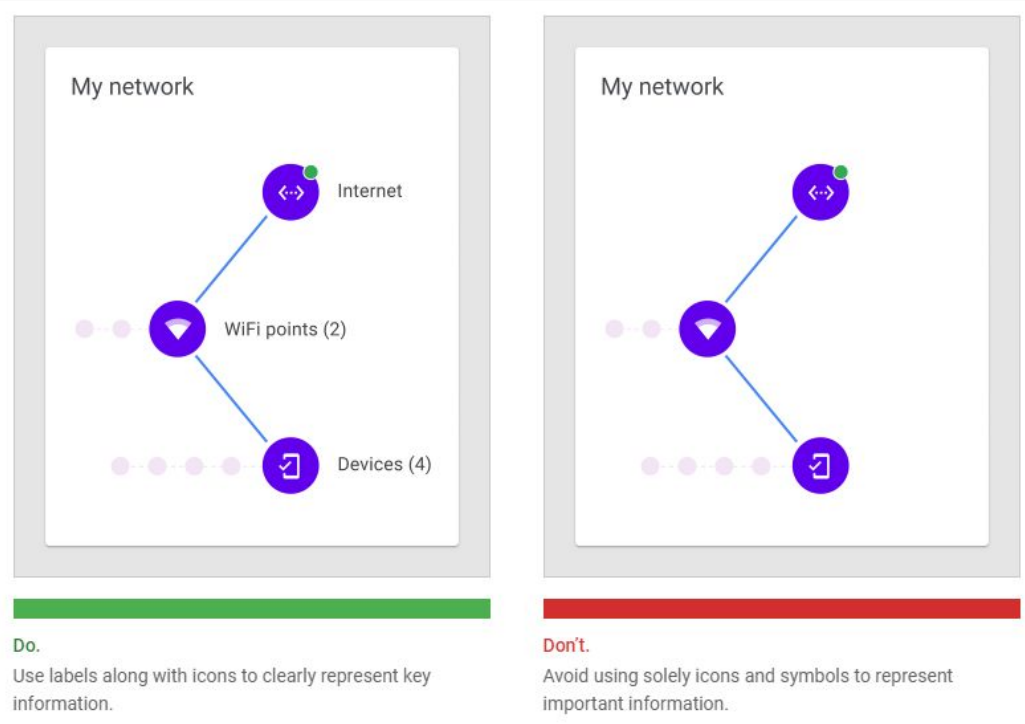 My network
Internet
WiFi points (2)
Devices (4)
Do.
Use labels along with icons to clearly represent key
information.
My network
Don't.
Avoid using solely icons and symbols to represent
important information.